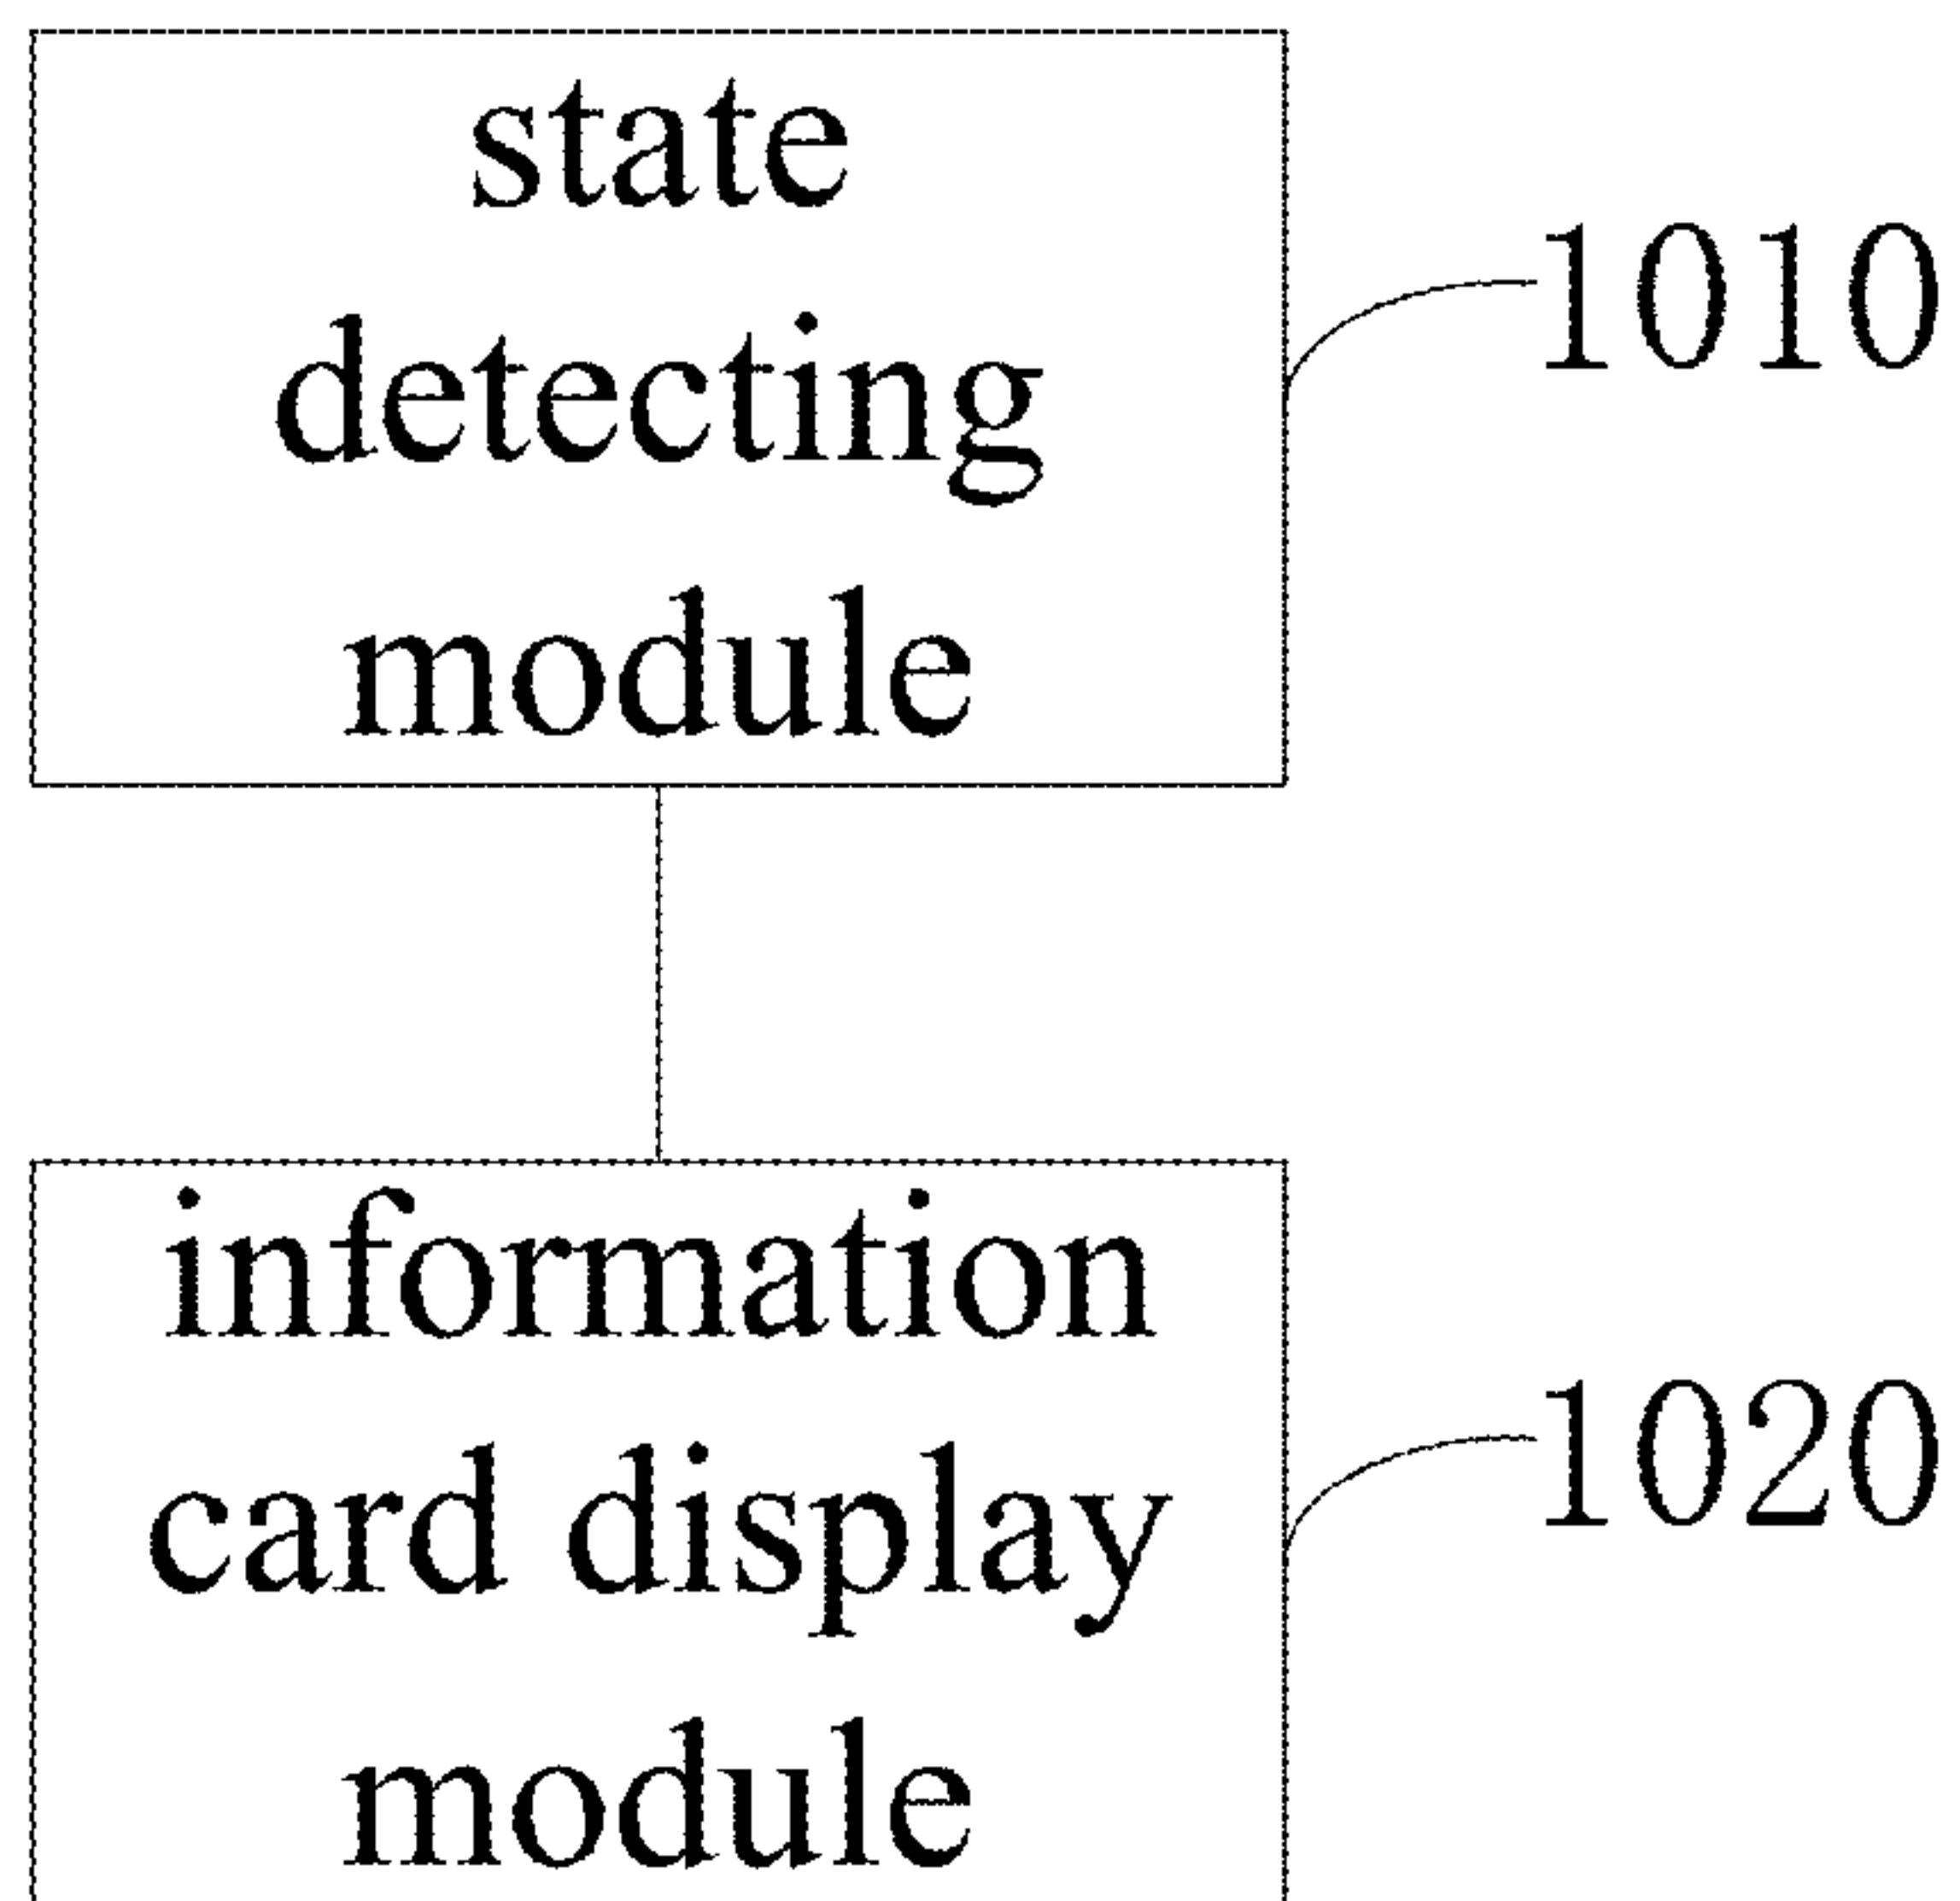 state
detecting
module
1010
information
card display
module
1020